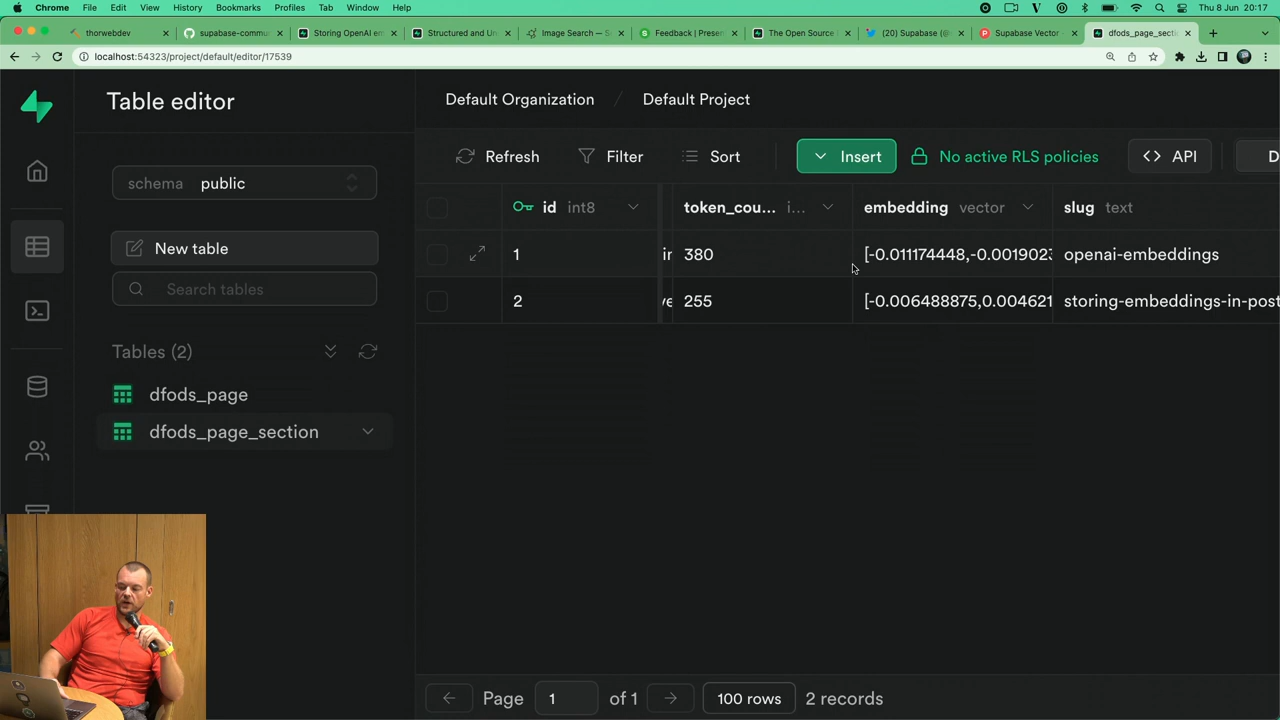 Chrome File Edit View History Bookmarks Profiles Tab Window Help Thu 8 Jun 20:17
thorwebdev supabase-commu Storing OpenAI em Structured and Un Image Search — S Feedback | Presen The Open Source (20) Supabase (@ Supabase Vector - dfods_page_secti
localhost:54323/project/default/editor/17539
Table editor
Default Organization / Default Project
schema public
Refresh Filter Sort Insert No active RLS policies <> API
id int8 token_cou... i... embedding vector slug text
New table
1 380 [-0.011174448,-0.001902 openai-embeddings
Search tables
2 255 [-0.006488875,0.004621 storing-embeddings-in-post
Tables (2)
dfods_page
dfods_page_section
Page 1 of 1 100 rows 2 records